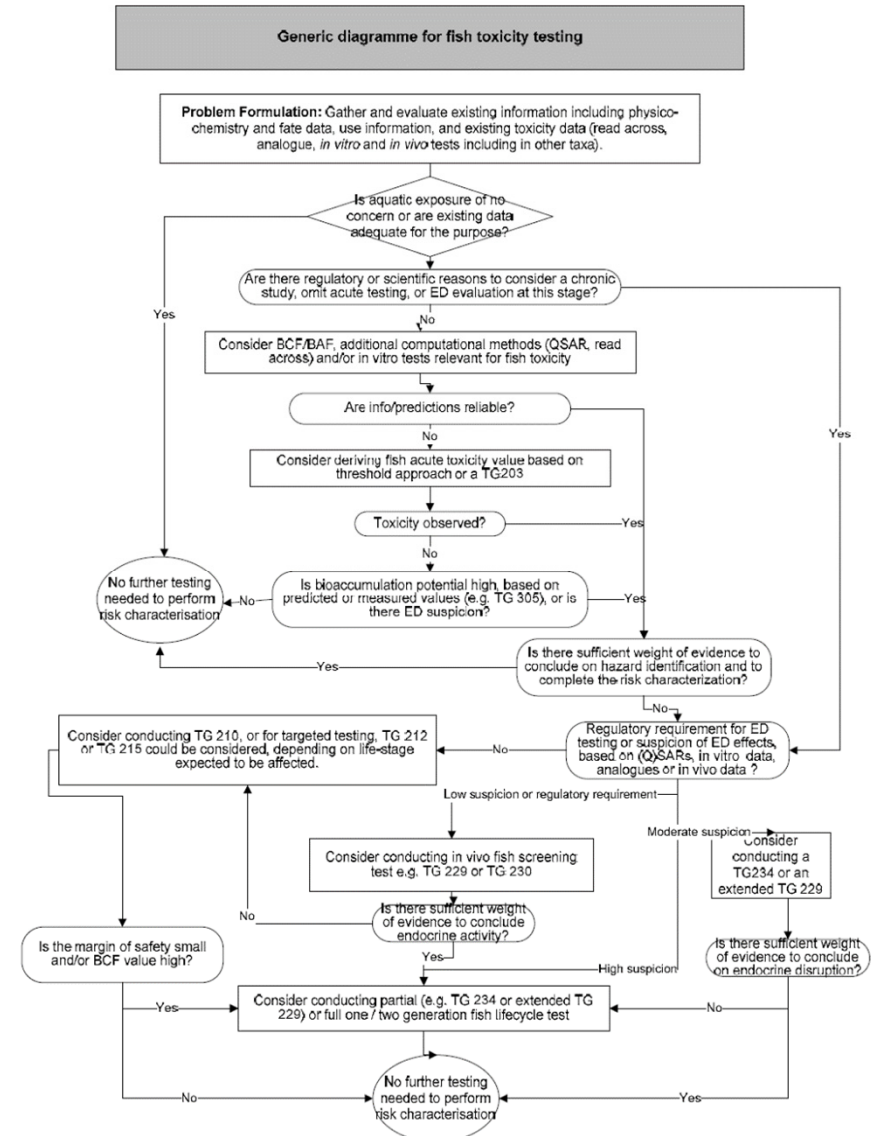 Generic diagramme for fish toxicity testing
Problem Formulation: Gather and evaluate existing information including physico-
chemistry and fate data, use information, and existing toxicity data (read across,
analogue, in vitro and in vivo tests including in other taxa).
Is aquatic exposure of no
concern or are existing data
adequate for the purpose?
Are there regulatory or scientific reasons to consider a chronic
study, omit acute testing, or ED evaluation at this stage?
Yes
No
Consider BCF/BAF, additional computational methods (QSAR, read
across) and/or in vitro tests relevant for fish toxicity
Are info/predictions reliable?
Yes
No
Consider deriving fish acute toxicity value based on
threshold approach or a TG203
Toxicity observed?
Yes
No
No further testing
needed to perform
risk characterisation
No
Is bioaccumulation potential high, based on
predicted or measured values (e.g. TG 305), or is
there ED suspicion?
Yes
Is there sufficient weight of evidence to
conclude on hazard identification and to
complete the risk characterization?
Yes
No
Consider conducting TG 210, or for targeted testing, TG 212
or TG 215 could be considered, depending on life-stage
expected to be affected.
No
Regulatory requirement for ED
testing or suspicion of ED effects,
based on (Q)SARs, in vitro data,
analogues or in vivo data ?
Low suspicion or regulatory requirement
Moderate suspicion
Consider conducting in vivo fish screening
test e.g. TG 229 or TG 230
Consider
conducting a
TG234 or an
extended TG 229
No
Is there sufficient weight
of evidence to conclude
endocrine activity?
Yes
Is the margin of safety small
and/or BCF value high?
High suspicion
Is there sufficient weight
of evidence to conclude
on endocrine disruption?
Yes
Consider conducting partial (e.g. TG 234 or extended TG
229) or full one / two generation fish lifecycle test
No
No further testing
needed to perform
risk characterisation
No
Yes